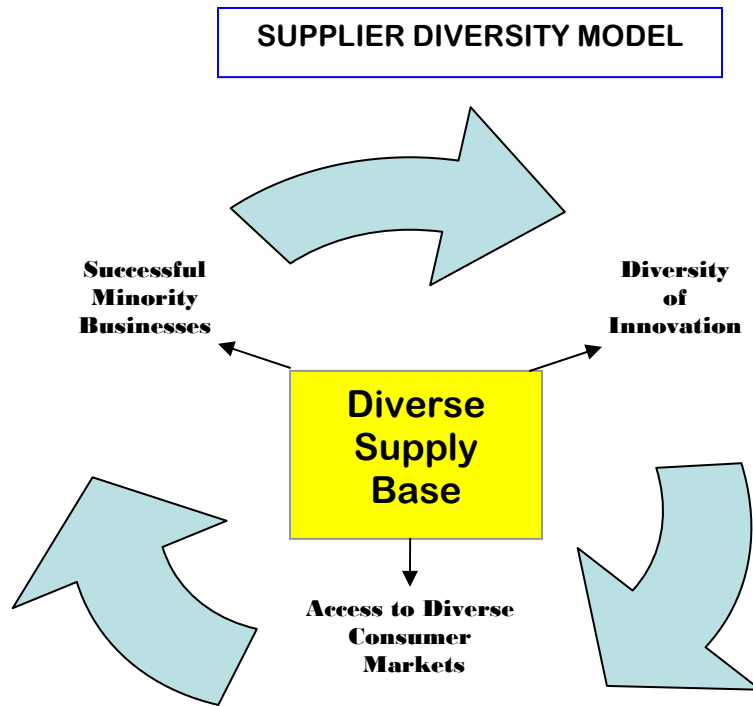 SUPPLIER DIVERSITY MODEL
Successful
Minority
Businesses
Diversity
of
Innovation
Diverse
Supply
Base
Access to Diverse
Consumer
Markets